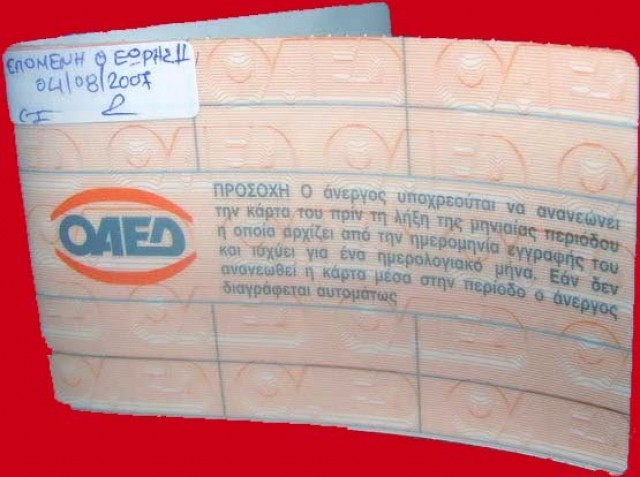 ΕΠΟΜΕΝΗ ΘΕΩΡΗΣΗ
04/08/2007
ΟΑΕD
ΠΡΟΣΟΧΗ Ο άνεργος υποχρεούται να ανανεώνει
την κάρτα του πρίν τη λήξη της μηνιαίας περιόδου
η οποία αρχίζει από την ημερομηνία εγγραφής του
και ισχύει για ένα ημερολογιακό μήνα. Εάν δεν
ανανεωθεί η κάρτα μέσα στην περίοδο ο άνεργος
διαγράφεται αυτομάτως